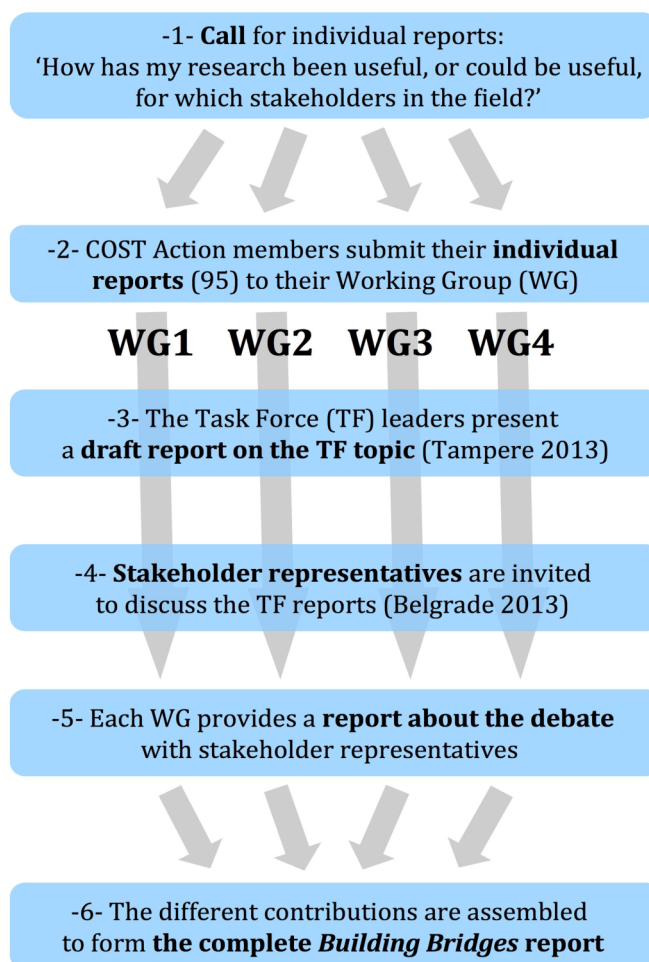 -1- Call for individual reports:
‘How has my research been useful, or could be useful,
for which stakeholders in the field?’
-2- COST Action members submit their individual
reports (95) to their Working Group (WG)
WG1 WG2 WG3 WG4
-3- The Task Force (TF) leaders present
a draft report on the TF topic (Tampere 2013)
-4- Stakeholder representatives are invited
to discuss the TF reports (Belgrade 2013)
-5- Each WG provides a report about the debate
with stakeholder representatives
-6- The different contributions are assembled
to form the complete Building Bridges report